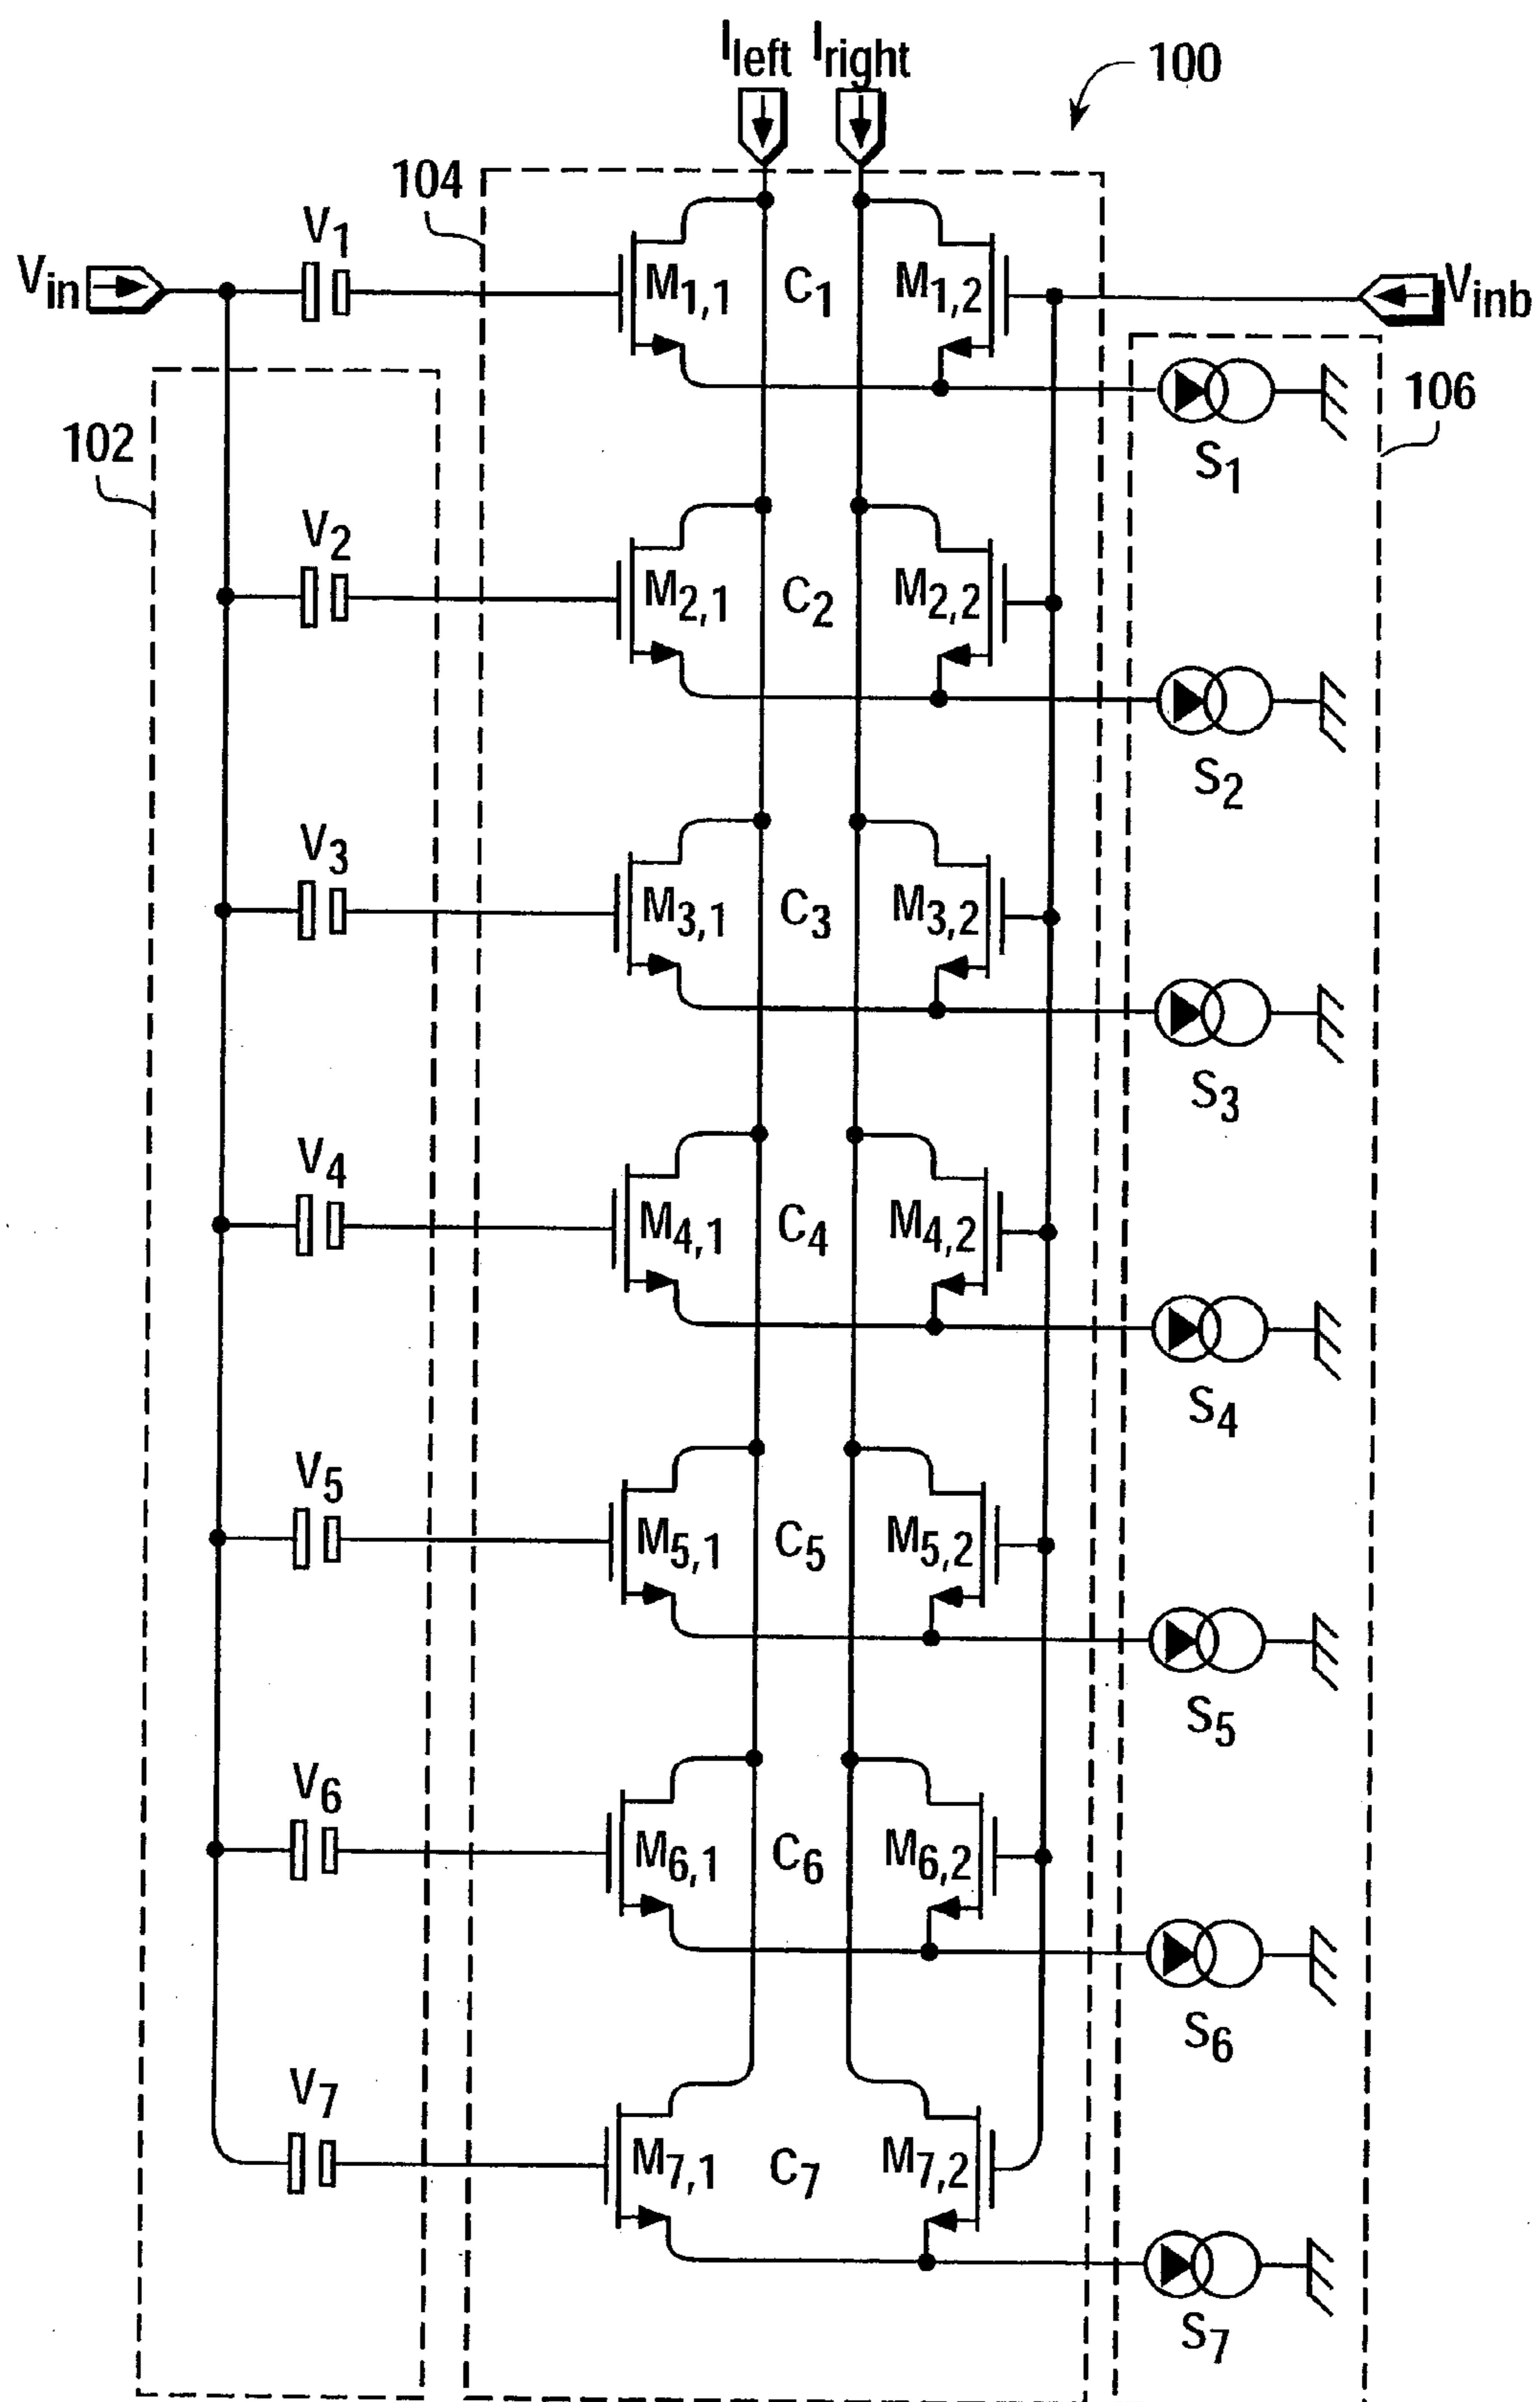 I_left I_right
100
104
V_1
V_in
M_1,1 C_1 M_1,2
V_inb
102
106
S_1
V_2
M_2,1 C_2 M_2,2
S_2
V_3
M_3,1 C_3 M_3,2
S_3
V_4
M_4,1 C_4 M_4,2
S_4
V_5
M_5,1 C_5 M_5,2
S_5
V_6
M_6,1 C_6 M_6,2
S_6
V_7
M_7,1 C_7 M_7,2
S_7